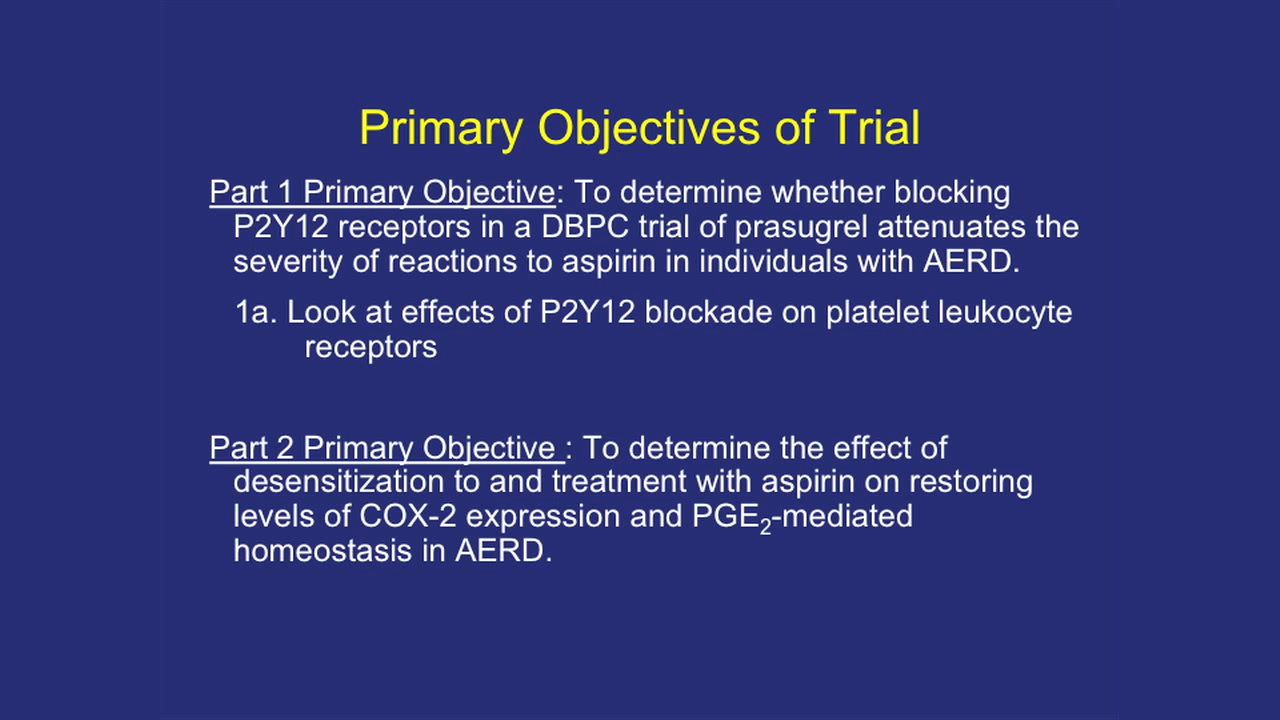 Primary Objectives of Trial
Part 1 Primary Objective: To determine whether blocking
P2Y12 receptors in a DBPC trial of prasugrel attenuates the
severity of reactions to aspirin in individuals with AERD.
1a. Look at effects of P2Y12 blockade on platelet leukocyte
receptors
Part 2 Primary Objective : To determine the effect of
desensitization to and treatment with aspirin on restoring
levels of COX-2 expression and PGE₂-mediated
homeostasis in AERD.